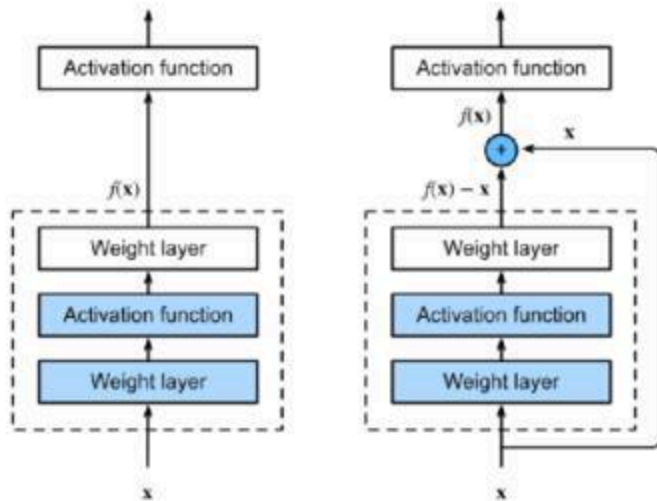 Activation function
f(x)
Weight layer
Activation function
Weight layer
x
Activation function
f(x)
x
+
f(x) − x
Weight layer
Activation function
Weight layer
x